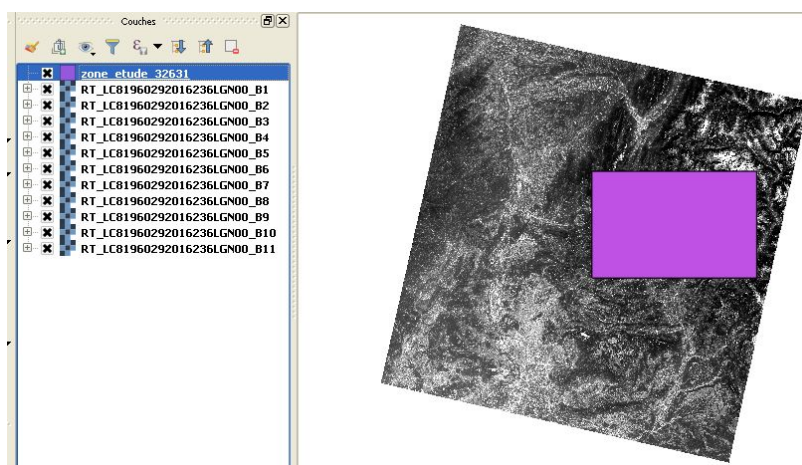 Couches
zone_etude_32631
RT_LC81960292016236LGN00_B1
RT_LC81960292016236LGN00_B2
RT_LC81960292016236LGN00_B3
RT_LC81960292016236LGN00_B4
RT_LC81960292016236LGN00_B5
RT_LC81960292016236LGN00_B6
RT_LC81960292016236LGN00_B7
RT_LC81960292016236LGN00_B8
RT_LC81960292016236LGN00_B9
RT_LC81960292016236LGN00_B10
RT_LC81960292016236LGN00_B11